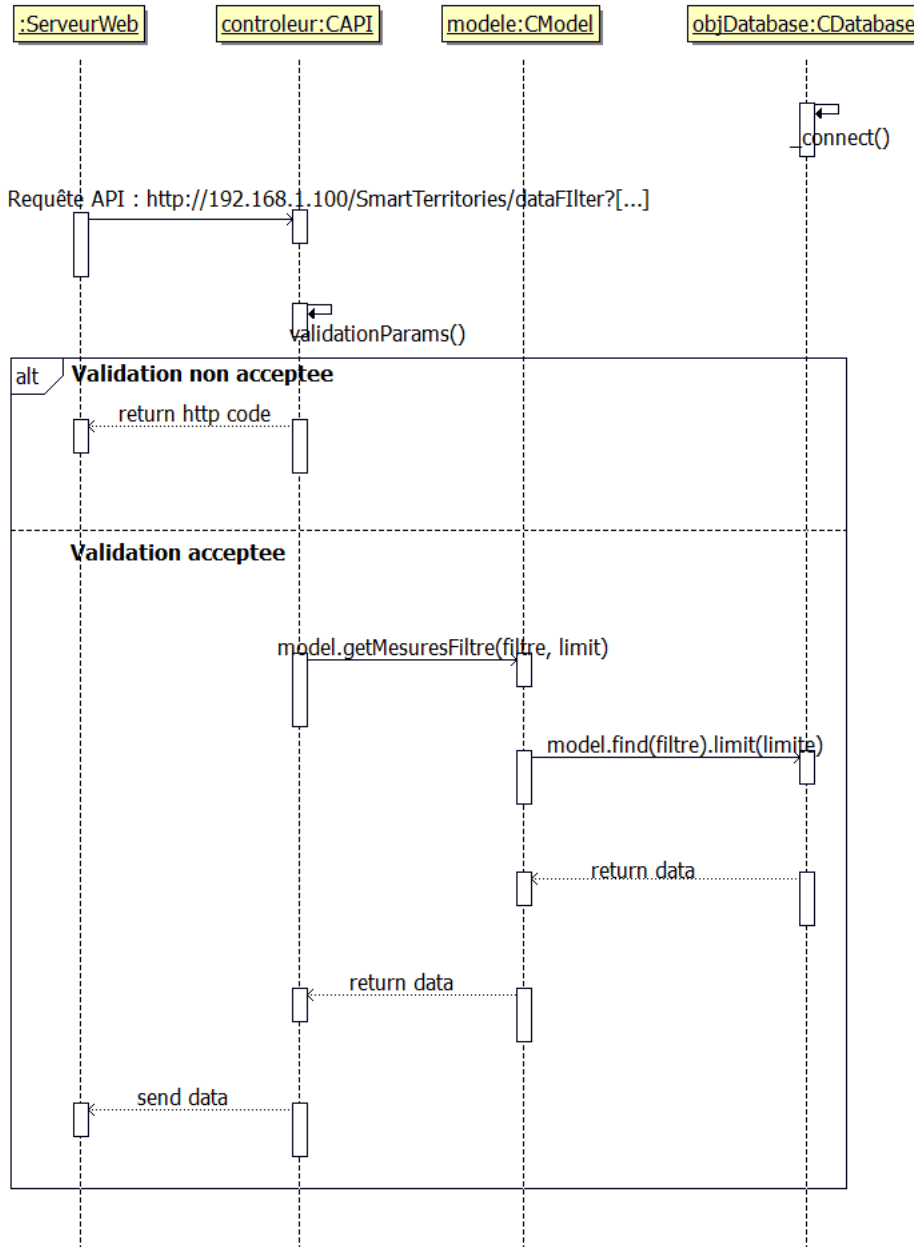 :ServeurWeb
controleur:CAPI
modele:CModel
objDatabase:CDatabase
_connect()
Requête API : http://192.168.1.100/SmartTerritories/dataFIlter?[...]
validationParams()
alt
Validation non acceptee
return http code
Validation acceptee
model.getMesuresFiltre(filtre, limit)
model.find(filtre).limit(limite)
return data
return data
send data